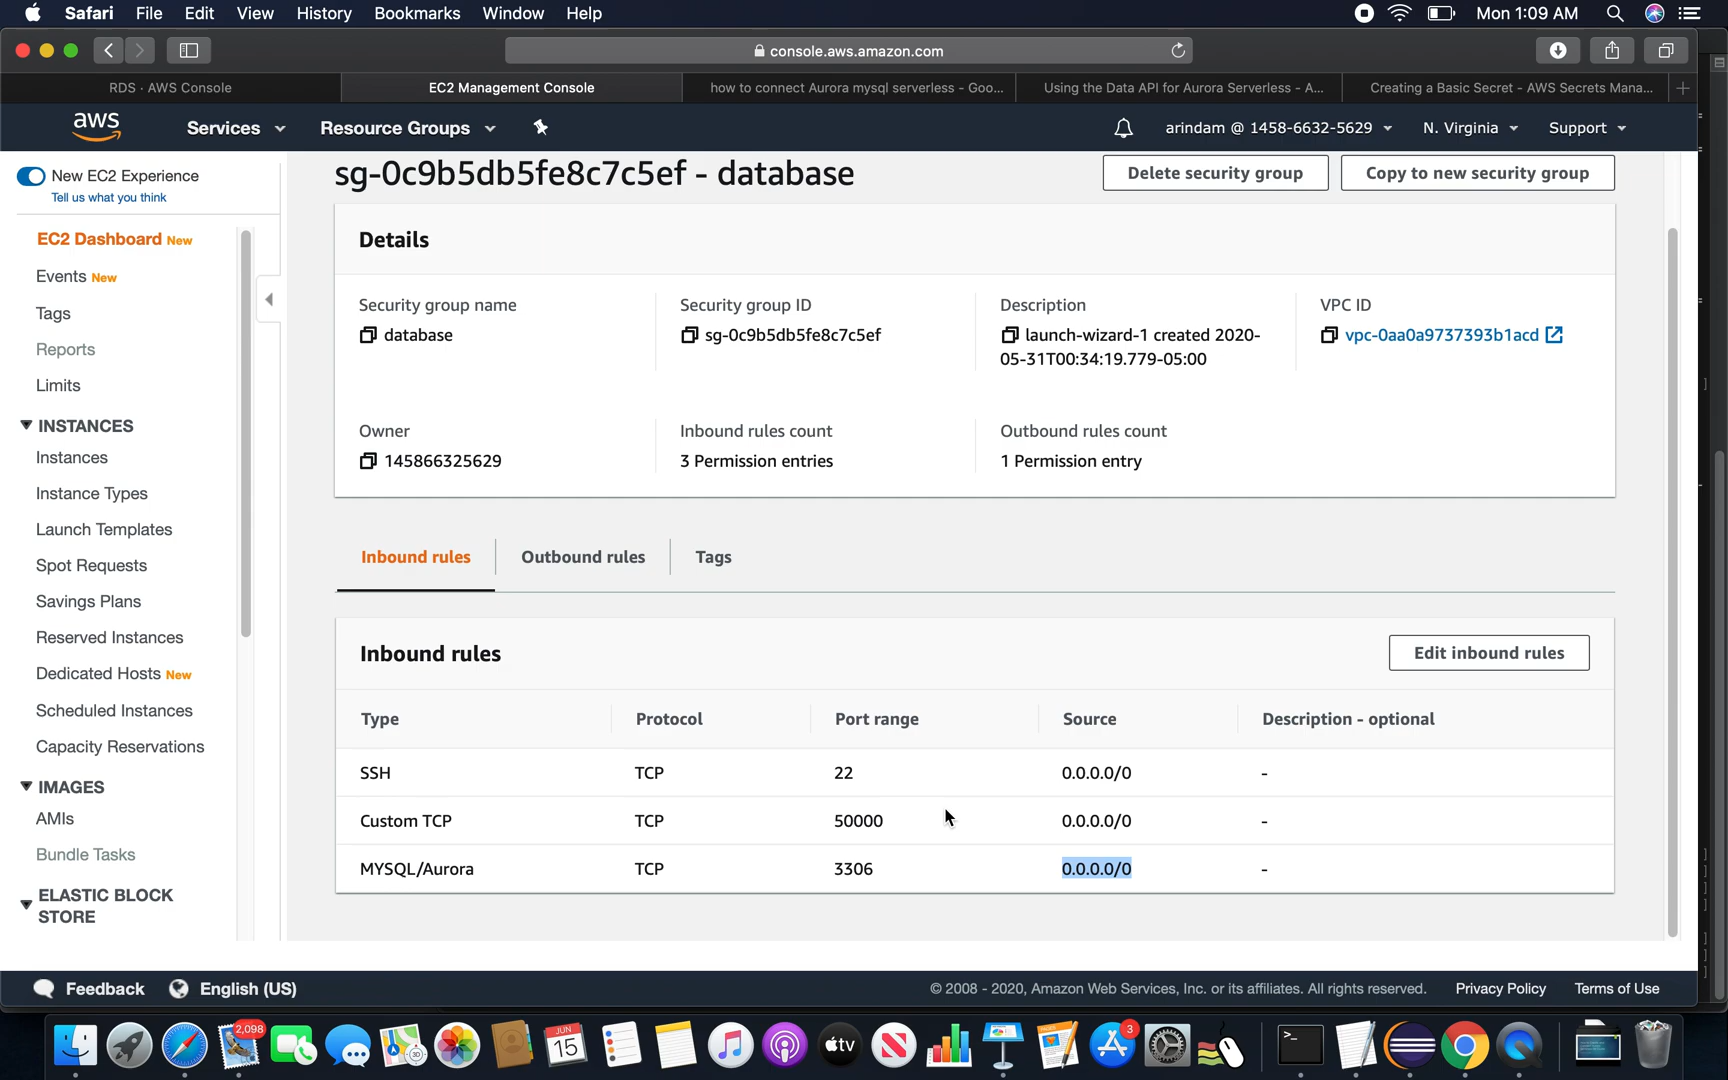 Safari File Edit View History Bookmarks Window Help Mon 1:09 AM
console.aws.amazon.com
RDS · AWS Console EC2 Management Console how to connect Aurora mysql serverless - Goo... Using the Data API for Aurora Serverless - A... Creating a Basic Secret - AWS Secrets Mana...
aws Services Resource Groups arindam @ 1458-6632-5629 N. Virginia Support
New EC2 Experience
Tell us what you think
EC2 Dashboard New
Events New
Tags
Reports
Limits
INSTANCES
Instances
Instance Types
Launch Templates
Spot Requests
Savings Plans
Reserved Instances
Dedicated Hosts New
Scheduled Instances
Capacity Reservations
IMAGES
AMIs
Bundle Tasks
ELASTIC BLOCK
STORE
sg-0c9b5db5fe8c7c5ef - database Delete security group Copy to new security group
Details
Security group name Security group ID Description VPC ID
database sg-0c9b5db5fe8c7c5ef launch-wizard-1 created 2020- vpc-0aa0a9737393b1acd
05-31T00:34:19.779-05:00
Owner Inbound rules count Outbound rules count
145866325629 3 Permission entries 1 Permission entry
Inbound rules Outbound rules Tags
Inbound rules Edit inbound rules
Type Protocol Port range Source Description - optional
SSH TCP 22 0.0.0.0/0 -
Custom TCP TCP 50000 0.0.0.0/0 -
MYSQL/Aurora TCP 3306 0.0.0.0/0 -
Feedback English (US) © 2008 - 2020, Amazon Web Services, Inc. or its affiliates. All rights reserved. Privacy Policy Terms of Use
2,098 JUN 15 tv 3